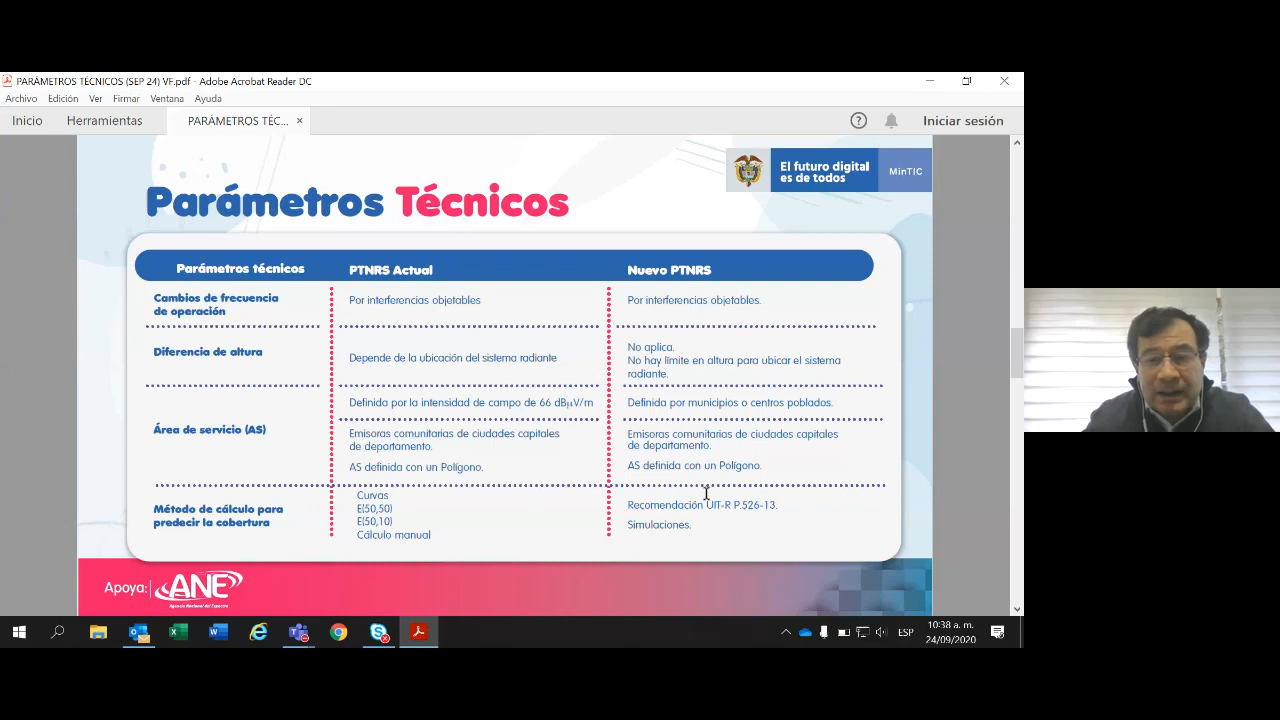 PARÁMETROS TÉCNICOS (SEP 24) VF.pdf - Adobe Acrobat Reader DC
Archivo Edición Ver Firmar Ventana Ayuda
Inicio Herramientas PARÁMETROS TÉC... × Iniciar sesión
El futuro digital
es de todos
MinTIC
Parámetros Técnicos
Parámetros técnicos PTNRS Actual Nuevo PTNRS
Cambios de frecuencia
de operación
Por interferencias objetables
Por interferencias objetables.
Diferencia de altura
Depende de la ubicación del sistema radiante
No aplica.
No hay límite en altura para ubicar el sistema
radiante.
Área de servicio (AS)
Definida por la intensidad de campo de 66 dBμV/m
Definida por municipios o centros poblados.
Emisoras comunitarias de ciudades capitales
de departamento.
AS definida con un Polígono.
Emisoras comunitarias de ciudades capitales
de departamento.
AS definida con un Polígono.
Método de cálculo para
predecir la cobertura
Curvas
E(50,50)
E(50,10)
Cálculo manual
Recomendación UIT-R P.526-13.
Simulaciones.
Apoya:
ANE
Agencia Nacional del Espectro
ESP
10:38 a. m.
24/09/2020